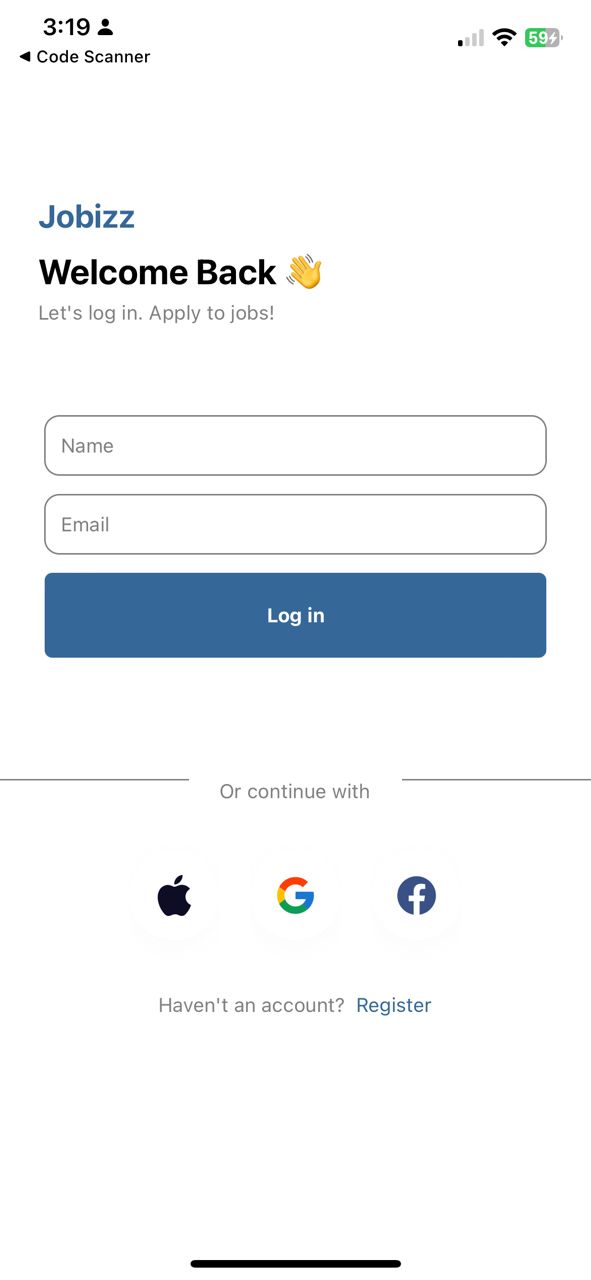 3:19
◀ Code Scanner
59
Jobizz
Welcome Back 👋
Let's log in. Apply to jobs!
Name
Email
Log in
Or continue with
Haven't an account? Register